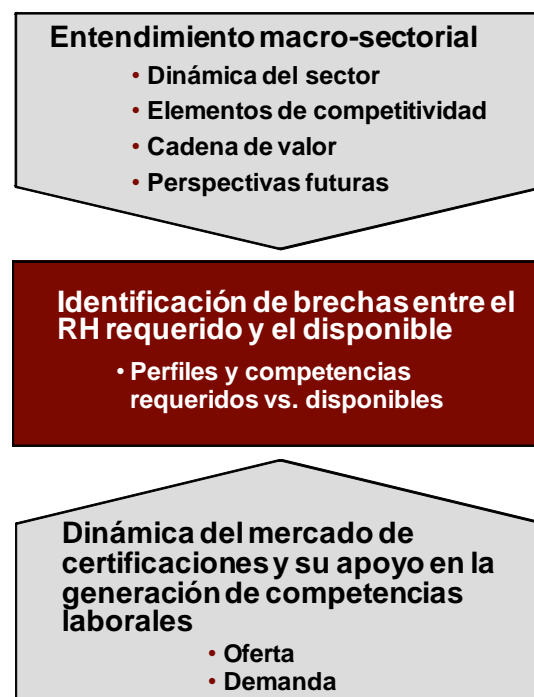 Entendimiento macro-sectorial
• Dinámica del sector
• Elementos de competitividad
• Cadena de valor
• Perspectivas futuras
Identificación de brechas entre el
RH requerido y el disponible
• Perfiles y competencias
requeridos vs. disponibles
Dinámica del mercado de
certificaciones y su apoyo en la
generación de competencias
laborales
• Oferta
• Demanda